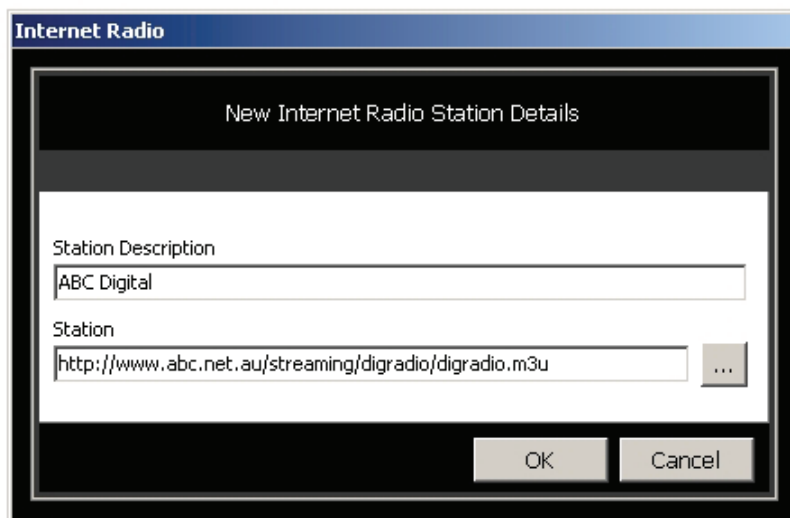 Internet Radio
New Internet Radio Station Details
Station Description
ABC Digital
Station
http://www.abc.net.au/streaming/digradio/digradio.m3u
...
OK Cancel